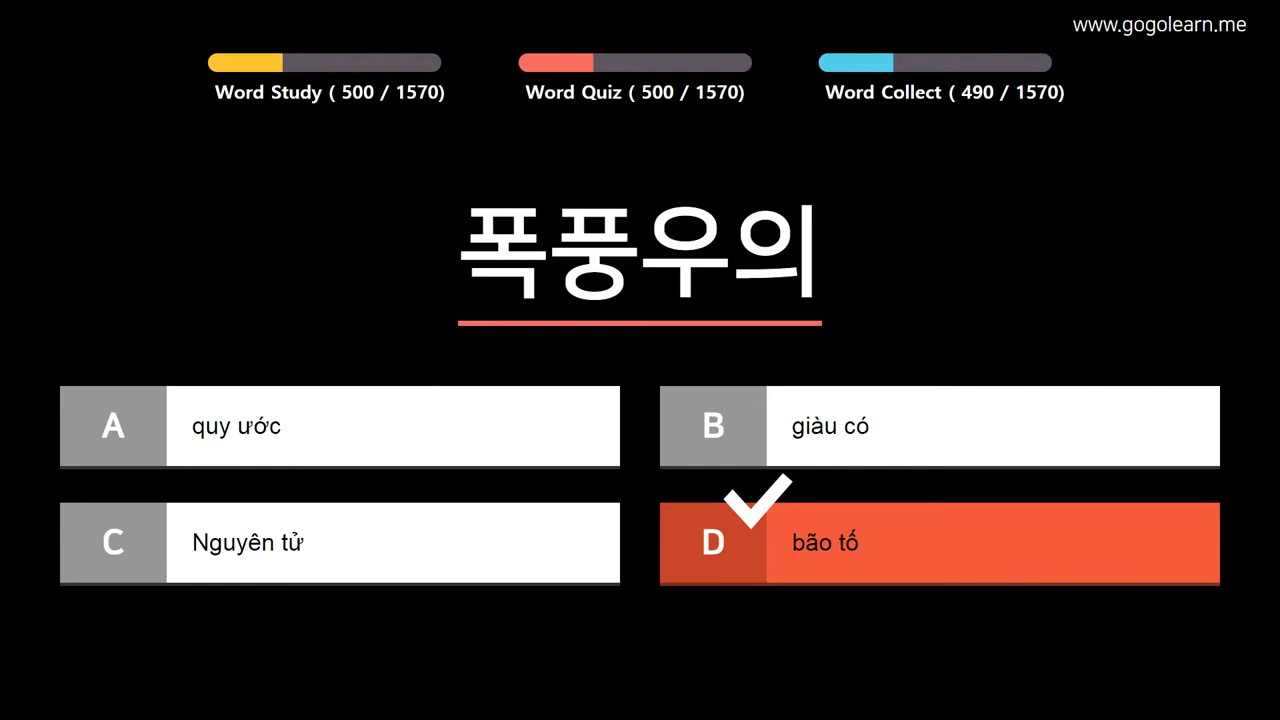 www.gogolearn.me
Word Study ( 500 / 1570)
Word Quiz ( 500 / 1570)
Word Collect ( 490 / 1570)
폭풍우의
A quy ước
B giàu có
C Nguyên tử
D bão tố